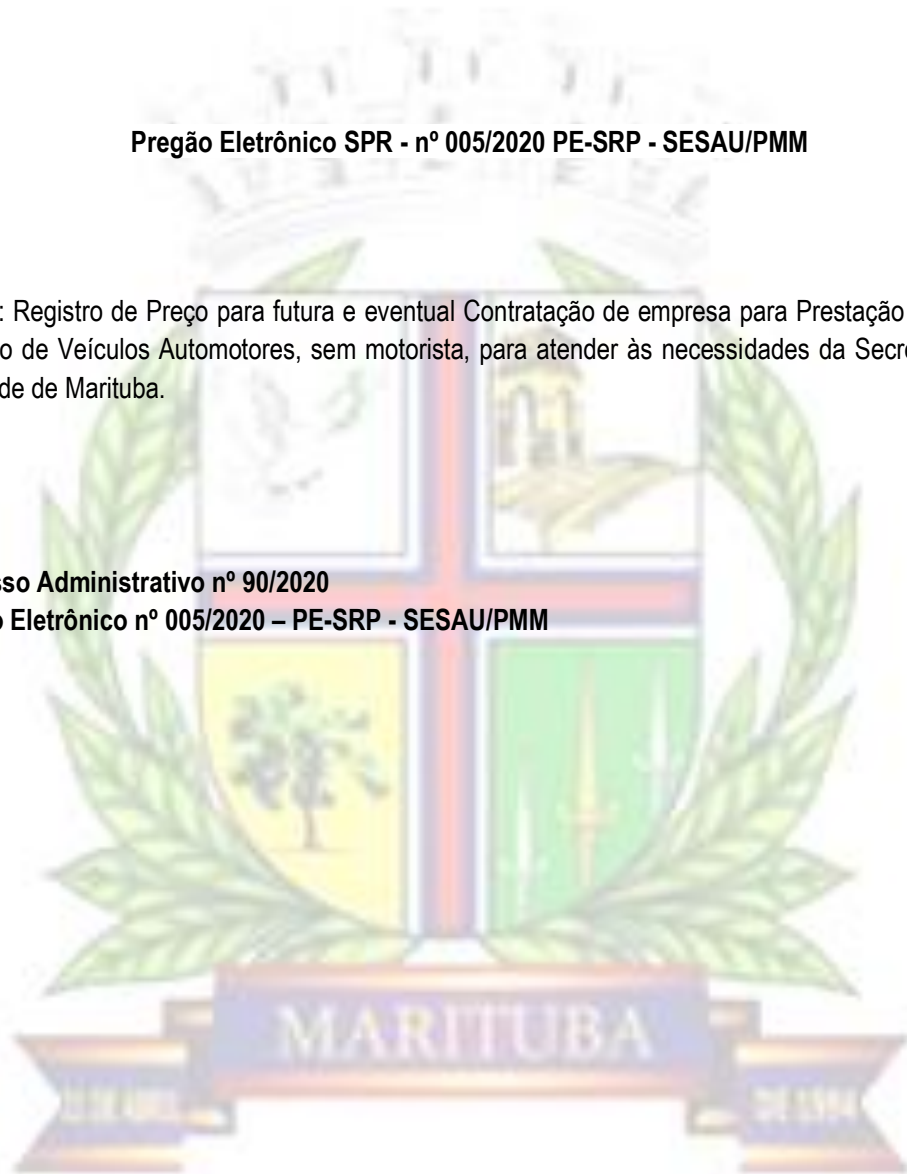 Pregão Eletrônico SPR - nº 005/2020 PE-SRP - SESAU/PMM
: Registro de Preço para futura e eventual Contratação de empresa para Prestação
o de Veículos Automotores, sem motorista, para atender às necessidades da Secre
de de Marituba.
sso Administrativo nº 90/2020
o Eletrônico nº 005/2020 – PE-SRP - SESAU/PMM
MARITUBA
DE 1994